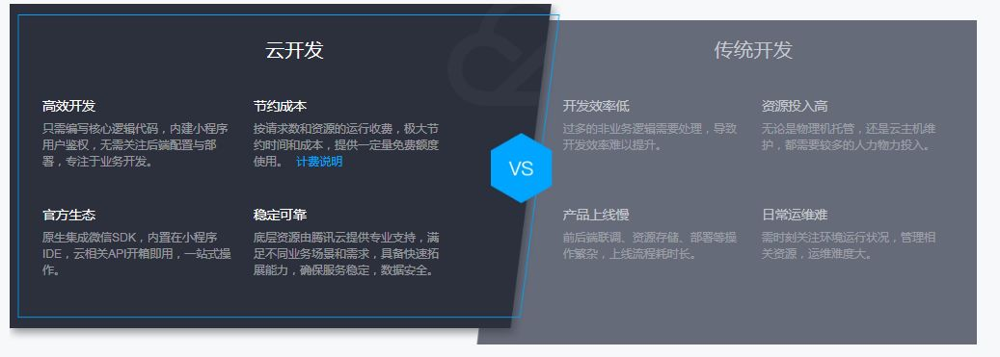 云开发
高效开发
只需编写核心逻辑代码，内建小程序
用户鉴权，无需关注后端配置与部
署，专注于业务开发。
节约成本
按请求数和资源的运行收费，极大节
约时间和成本，提供一定量免费额度
使用。 计费说明
官方生态
原生集成微信SDK，内置在小程序
IDE，云相关API开箱即用，一站式操
作。
稳定可靠
底层资源由腾讯云提供专业支持，满
足不同业务场景和需求，具备快速拓
展能力，确保服务稳定，数据安全。
VS
传统开发
开发效率低
过多的非业务逻辑需要处理，导致
开发效率难以提升。
资源投入高
无论是物理机托管，还是云主机维
护，都需要较多的人力物力投入。
产品上线慢
前后端联调、资源存储、部署等操
作繁杂，上线流程耗时长。
日常运维难
需时刻关注环境运行状况，管理相
关资源，运维难度大。